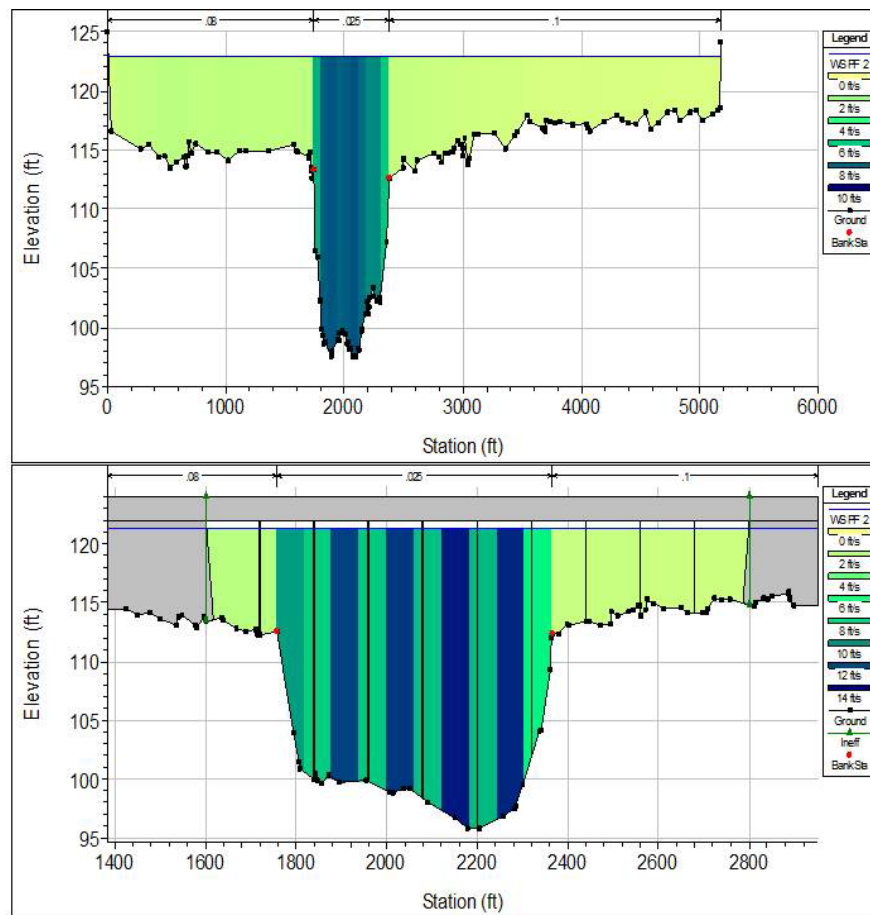 .08 .025 .1
125
120
115
110
105
100
95
Elevation (ft)
0 1000 2000 3000 4000 5000 6000
Station (ft)
Legend
WS PF 2
0 ft/s
2 ft/s
4 ft/s
6 ft/s
8 ft/s
10 ft/s
Ground
Bank Sta
.08 .025 .1
120
115
110
105
100
95
Elevation (ft)
1400 1600 1800 2000 2200 2400 2600 2800
Station (ft)
Legend
WS PF 2
0 ft/s
2 ft/s
4 ft/s
6 ft/s
8 ft/s
10 ft/s
12 ft/s
14 ft/s
Ground
Ineff
Bank Sta